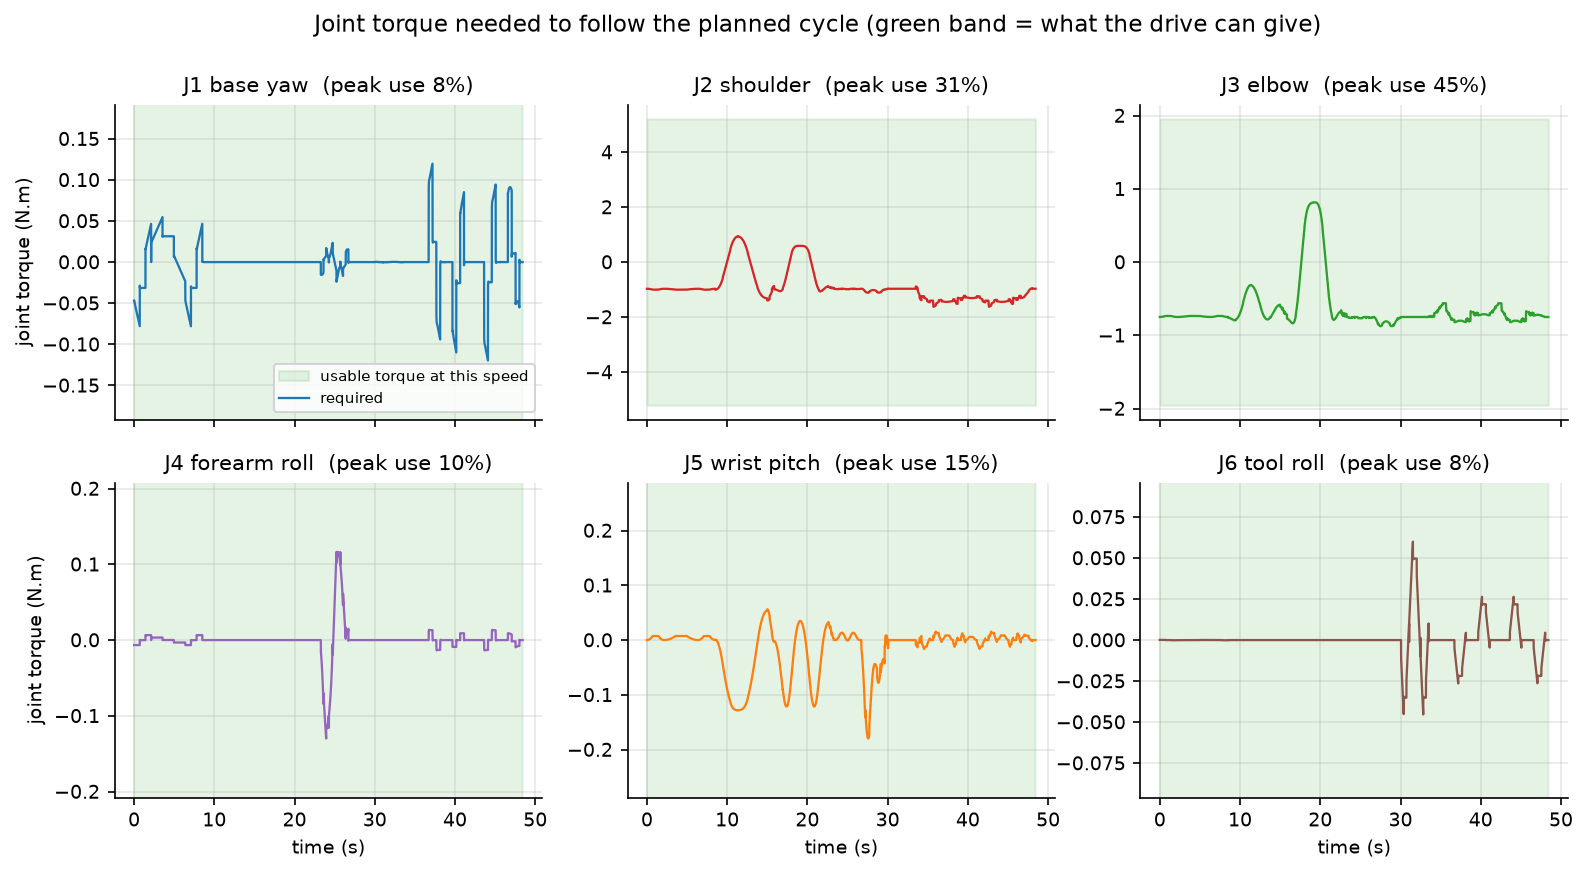 Joint torque needed to follow the planned cycle (green band = what the drive can give)
J1 base yaw  (peak use 8%)
joint torque (N.m)
0.15
0.10
0.05
0.00
−0.05
−0.10
−0.15
usable torque at this speed
required
J2 shoulder  (peak use 31%)
4
2
0
−2
−4
J3 elbow  (peak use 45%)
2
1
0
−1
−2
J4 forearm roll  (peak use 10%)
joint torque (N.m)
0.2
0.1
0.0
−0.1
−0.2
0 10 20 30 40 50
time (s)
J5 wrist pitch  (peak use 15%)
0.2
0.1
0.0
−0.1
−0.2
0 10 20 30 40 50
time (s)
J6 tool roll  (peak use 8%)
0.075
0.050
0.025
0.000
−0.025
−0.050
−0.075
0 10 20 30 40 50
time (s)